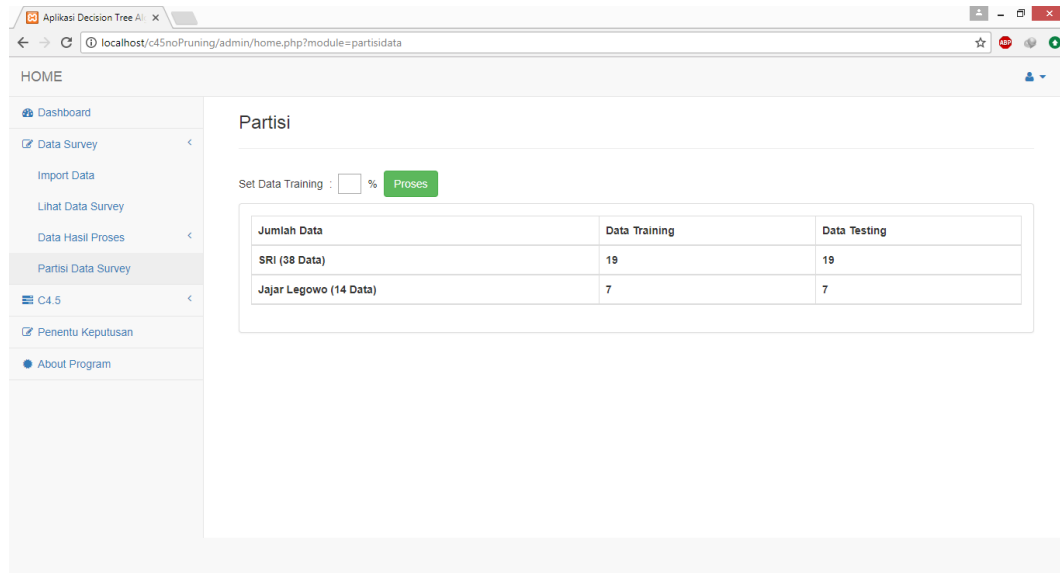 Aplikasi Decision Tree Al
localhost/c45noPruning/admin/home.php?module=partisidata
ABP
HOME
Dashboard
Data Survey
Import Data
Lihat Data Survey
Data Hasil Proses
Partisi Data Survey
C4.5
Penentu Keputusan
About Program
Partisi
Set Data Training : % Proses
Jumlah Data Data Training Data Testing
SRI (38 Data) 19 19
Jajar Legowo (14 Data) 7 7